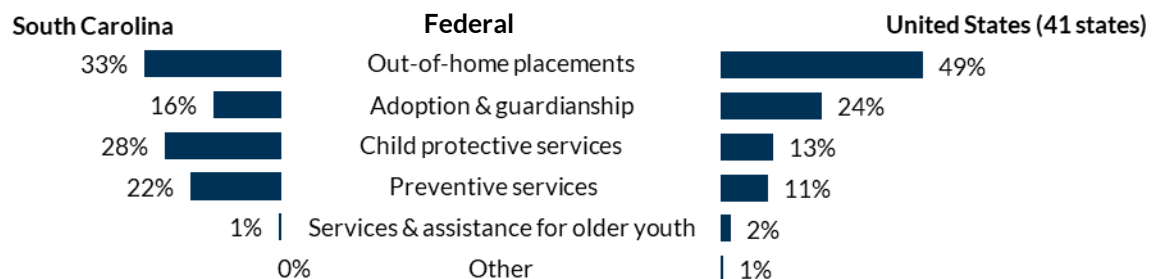 South Carolina Federal United States (41 states)
33% Out-of-home placements 49%
16% Adoption & guardianship 24%
28% Child protective services 13%
22% Preventive services 11%
1% Services & assistance for older youth 2%
0% Other 1%